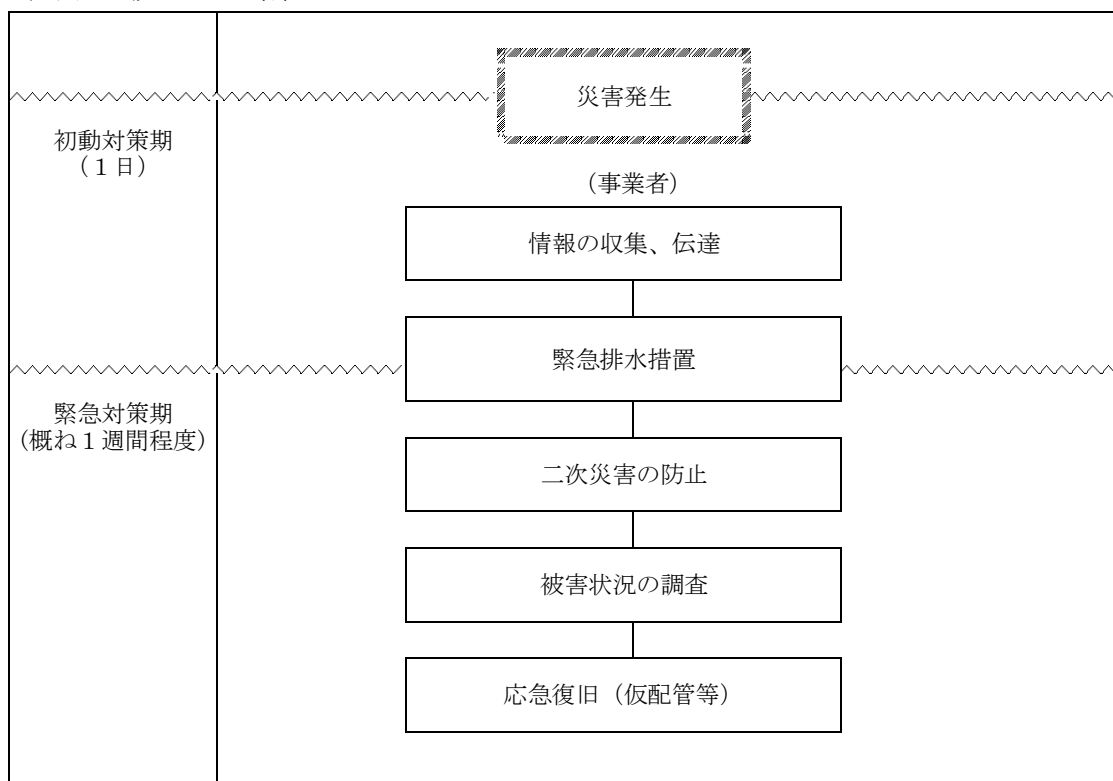 災害発生
初動対策期
（１日）
（事業者）
情報の収集、伝達
緊急排水措置
緊急対策期
（概ね１週間程度）
二次災害の防止
被害状況の調査
応急復旧（仮配管等）